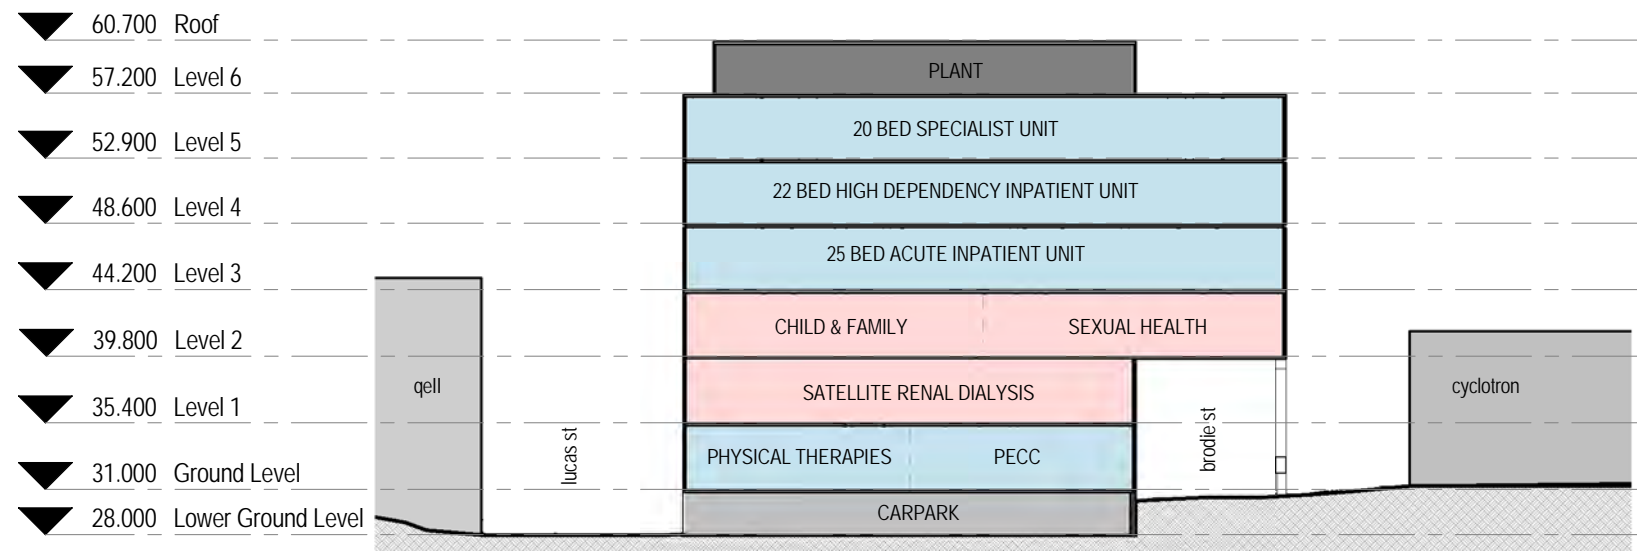 60.700 Roof
57.200 Level 6
52.900 Level 5
48.600 Level 4
44.200 Level 3
39.800 Level 2
35.400 Level 1
31.000 Ground Level
28.000 Lower Ground Level
PLANT
20 BED SPECIALIST UNIT
22 BED HIGH DEPENDENCY INPATIENT UNIT
25 BED ACUTE INPATIENT UNIT
CHILD & FAMILY
SEXUAL HEALTH
SATELLITE RENAL DIALYSIS
PHYSICAL THERAPIES
PECC
CARPARK
qell
lucas st
brodie st
cyclotron